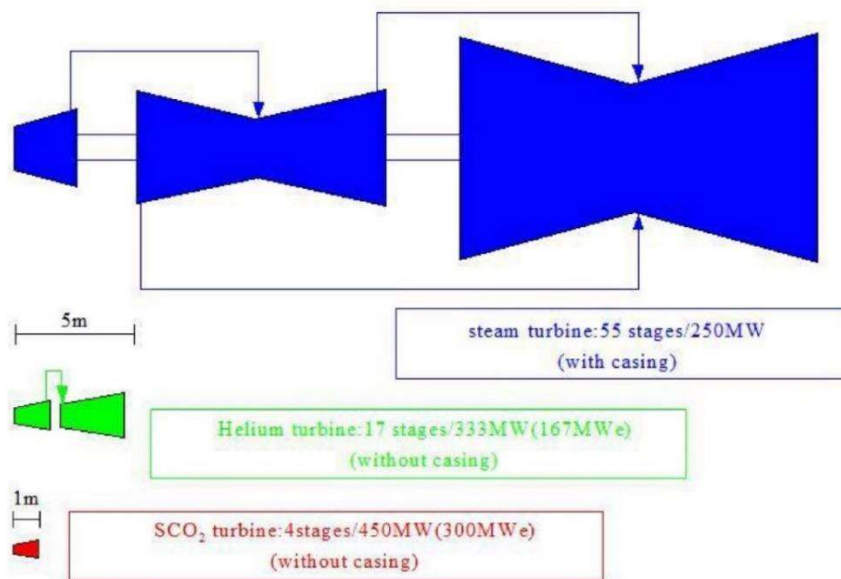 5m
steam turbine:55 stages/250MW
(with casing)
Helium turbine:17 stages/333MW(167MWe)
(without casing)
1m
SCO₂ turbine:4stages/450MW(300MWe)
(without casing)